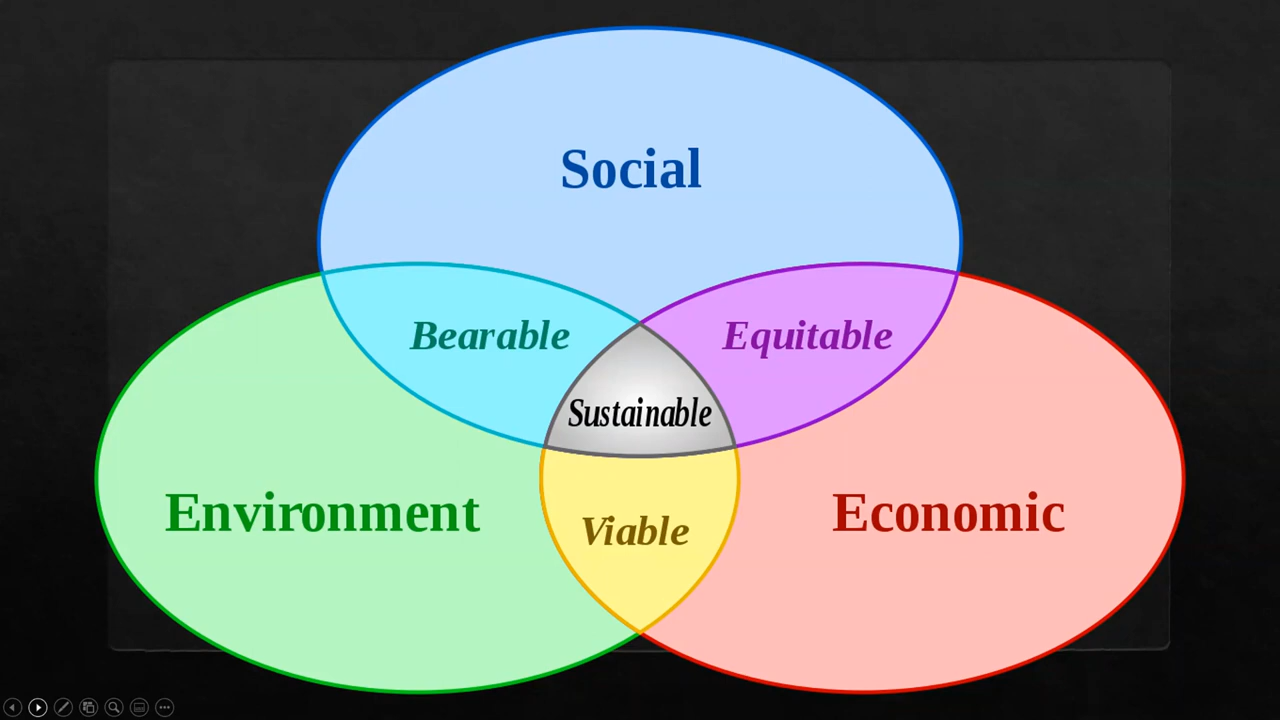 Social
Bearable
Equitable
Sustainable
Environment
Economic
Viable